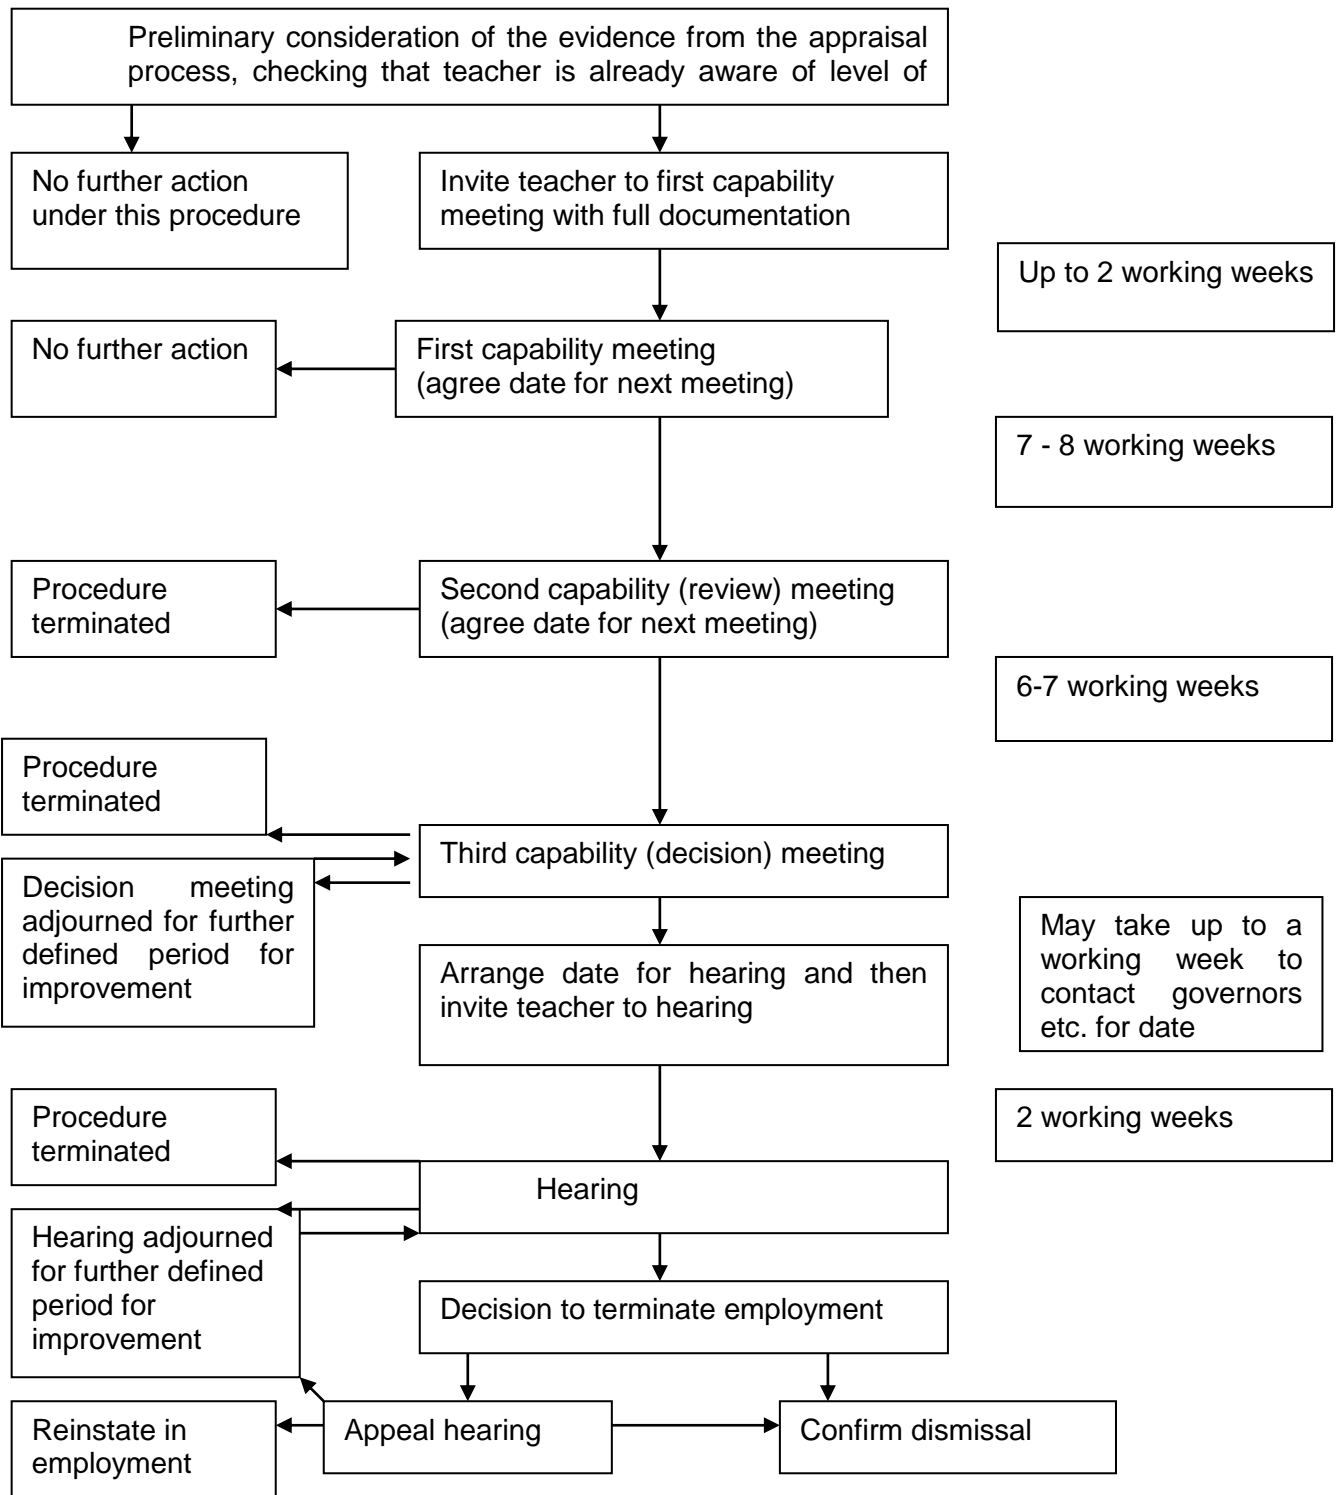 Preliminary consideration of the evidence from the appraisal
process, checking that teacher is already aware of level of
No further action
under this procedure
Invite teacher to first capability
meeting with full documentation
Up to 2 working weeks
No further action
First capability meeting
(agree date for next meeting)
7 - 8 working weeks
Procedure
terminated
Second capability (review) meeting
(agree date for next meeting)
6-7 working weeks
Procedure
terminated
Third capability (decision) meeting
Decision meeting
adjourned for further
defined period for
improvement
May take up to a
working week to
contact governors
etc. for date
Arrange date for hearing and then
invite teacher to hearing
Procedure
terminated
2 working weeks
Hearing
Hearing adjourned
for further defined
period for
improvement
Decision to terminate employment
Reinstate in
employment
Appeal hearing
Confirm dismissal